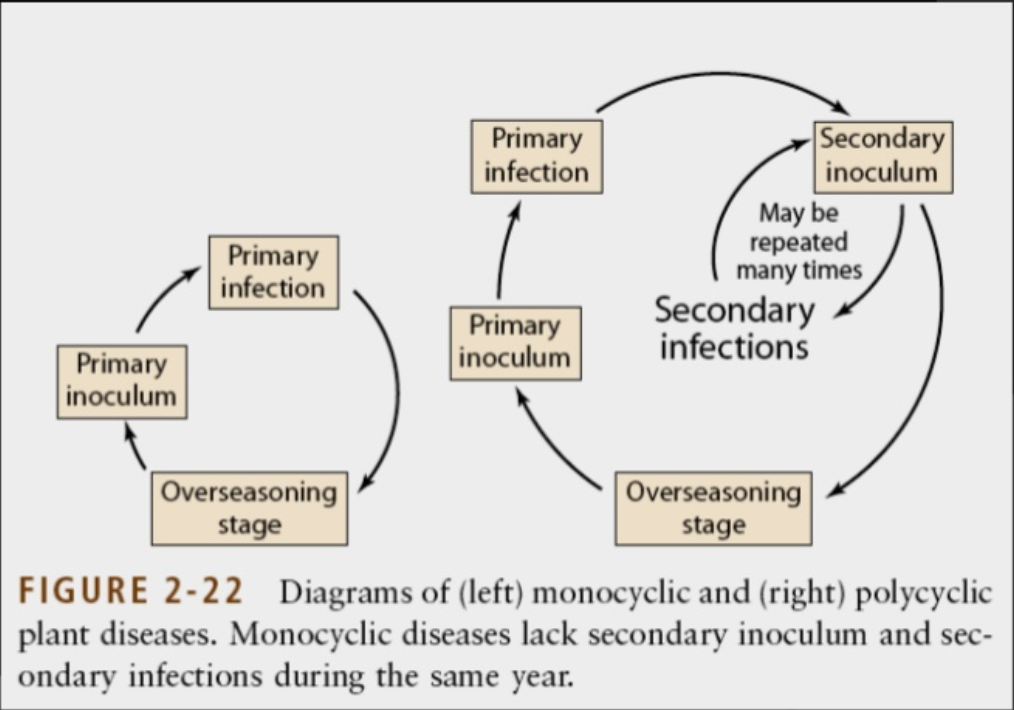 Primary
infection
Primary
inoculum
Overseasoning
stage
Primary
infection
Secondary
inoculum
May be
repeated
many times
Secondary
infections
Primary
inoculum
Overseasoning
stage
FIGURE 2-22 Diagrams of (left) monocyclic and (right) polycyclic
plant diseases. Monocyclic diseases lack secondary inoculum and sec-
ondary infections during the same year.